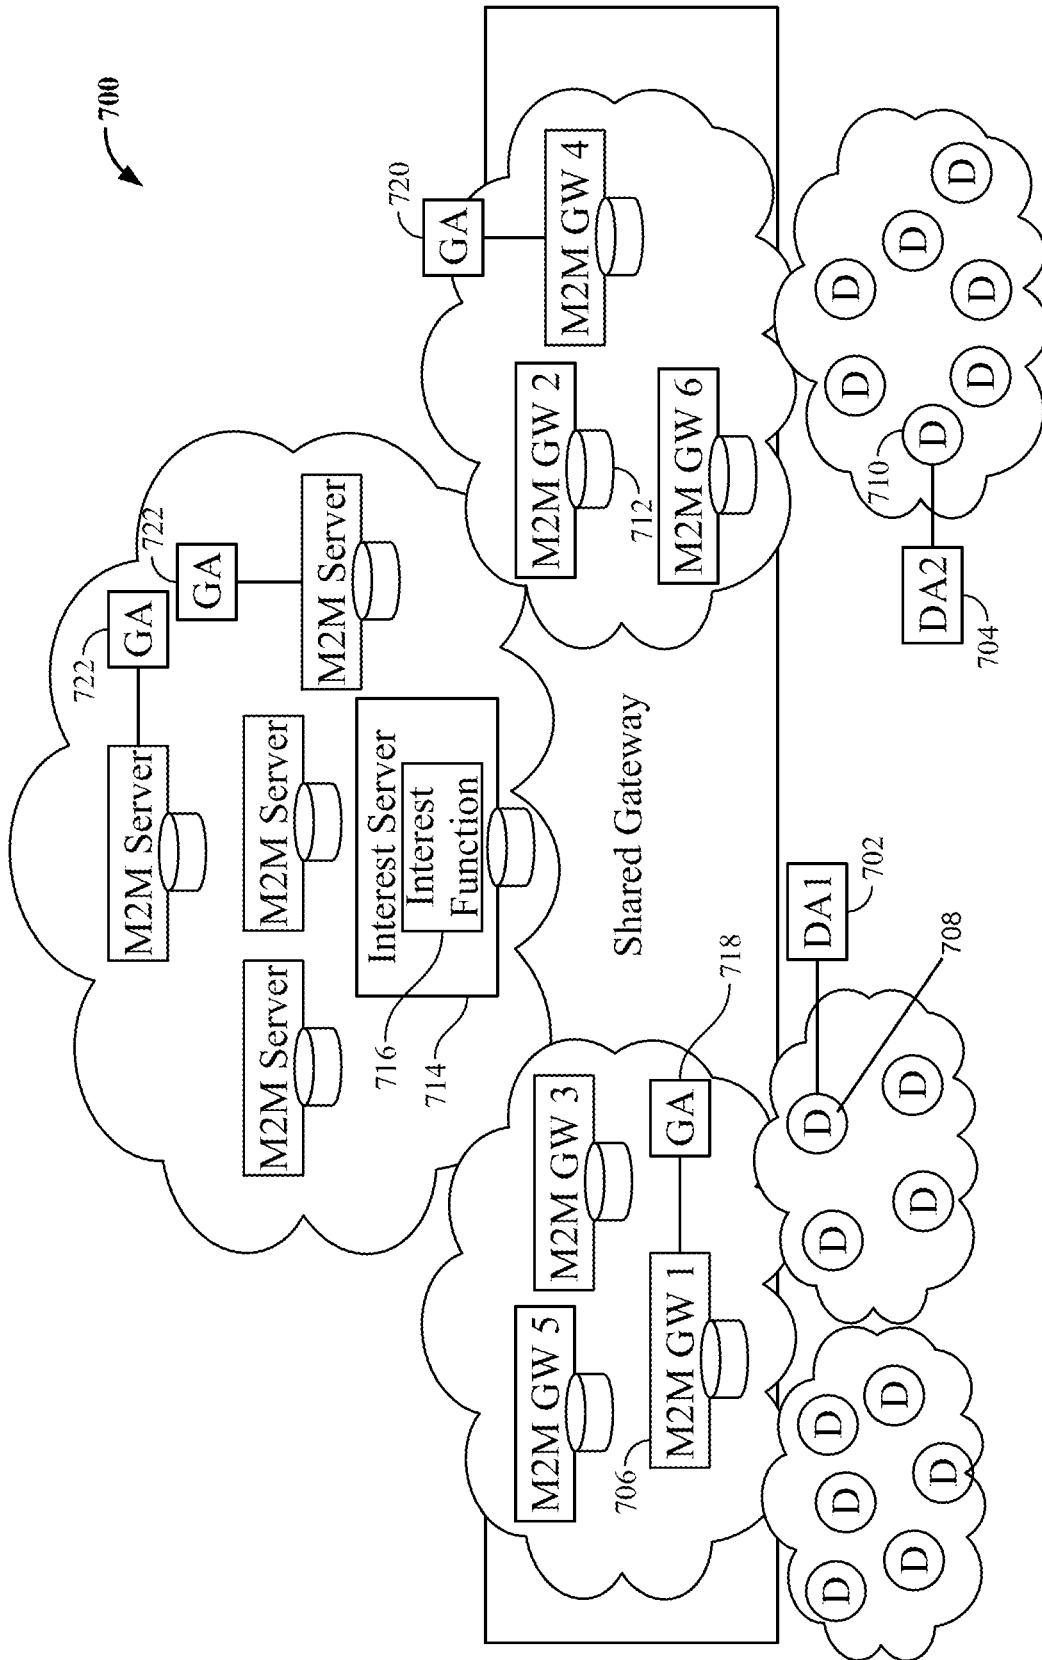 700
M2M Server
GA
722
GA
722
M2M Server
M2M Server
M2M Server
Interest Server
Interest
Function
716
714
GA
720
M2M GW 5
M2M GW 3
M2M GW 1
706
GA
718
Shared Gateway
M2M GW 2
712
M2M GW 4
M2M GW 6
D
D
D
D
D
D
D
D
D
D
D
708
DA1
702
DA2
704
D
710
D
D
D
D
D
D